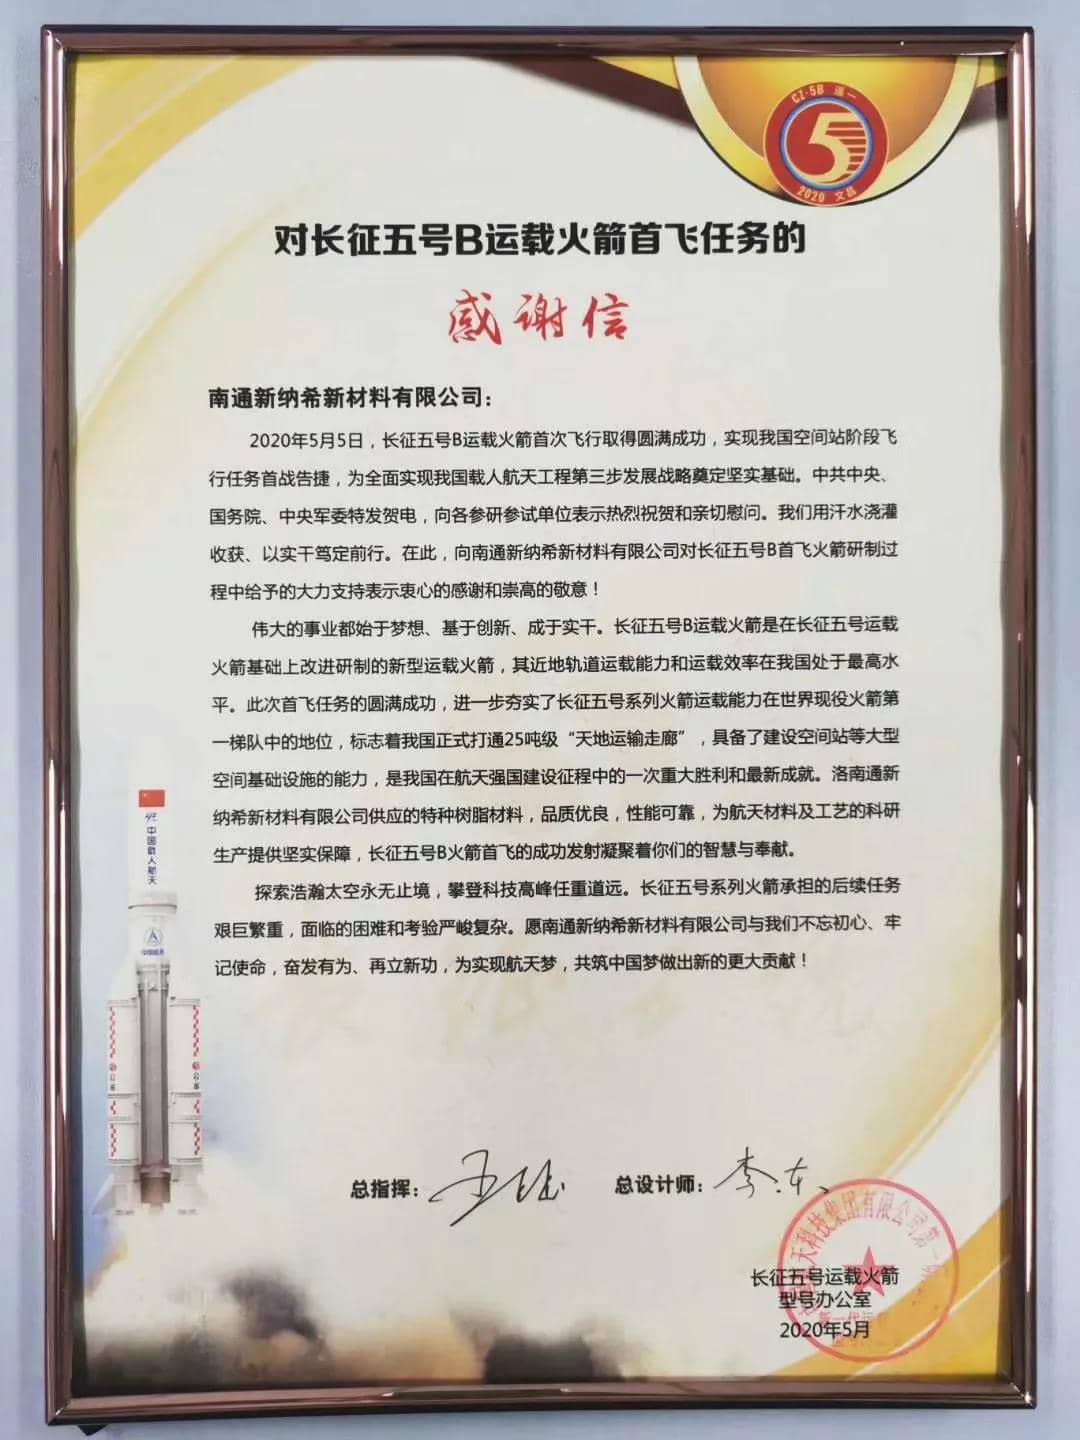 CZ-5B 遥一
5
2020 文昌
对长征五号B运载火箭首飞任务的
感谢信
南通新纳希新材料有限公司：
2020年5月5日，长征五号B运载火箭首次飞行取得圆满成功，实现我国空间站阶段飞
行任务首战告捷，为全面实现我国载人航天工程第三步发展战略奠定坚实基础。中共中央、
国务院、中央军委特发贺电，向各参研参试单位表示热烈祝贺和亲切慰问。我们用汗水浇灌
收获、以实干笃定前行。在此，向南通新纳希新材料有限公司对长征五号B首飞火箭研制过
程中给予的大力支持表示衷心的感谢和崇高的敬意！
伟大的事业都始于梦想、基于创新、成于实干。长征五号B运载火箭是在长征五号运载
火箭基础上改进研制的新型运载火箭，其近地轨道运载能力和运载效率在我国处于最高水
平。此次首飞任务的圆满成功，进一步夯实了长征五号系列火箭运载能力在世界现役火箭第
一梯队中的地位，标志着我国正式打通25吨级“天地运输走廊”，具备了建设空间站等大型
空间基础设施的能力，是我国在航天强国建设征程中的一次重大胜利和最新成就。洛南通新
纳希新材料有限公司供应的特种树脂材料，品质优良，性能可靠，为航天材料及工艺的科研
生产提供坚实保障，长征五号B火箭首飞的成功发射凝聚着你们的智慧与奉献。
探索浩瀚太空永无止境，攀登科技高峰任重道远。长征五号系列火箭承担的后续任务
艰巨繁重，面临的困难和考验严峻复杂。愿南通新纳希新材料有限公司与我们不忘初心、牢
记使命，奋发有为、再立新功，为实现航天梦，共筑中国梦做出新的更大贡献！
中国载人航天
中国航天
总指挥：
总设计师：李东
天科技集团有限公司第一
长征五号运载火箭
型号办公室
2020年5月